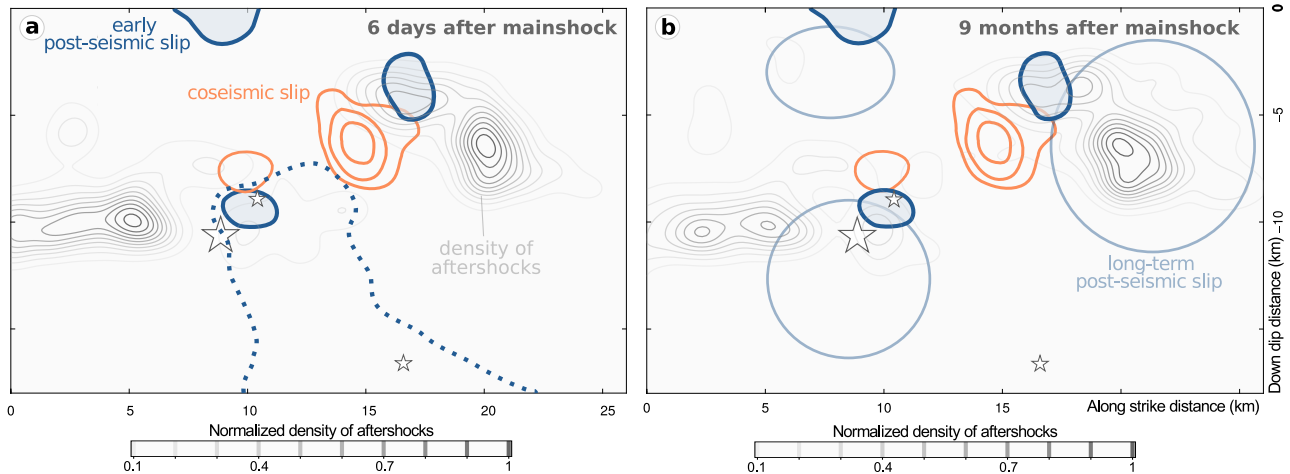 a
early
post-seismic slip
6 days after mainshock
coseismic slip
density of
aftershocks
0
5
10
15
20
25
Normalized density of aftershocks
0.1
0.4
0.7
1
b
9 months after mainshock
long-term
post-seismic slip
0
−5
−10
Down dip distance (km)
0
5
10
15
Along strike distance (km)
Normalized density of aftershocks
0.1
0.4
0.7
1